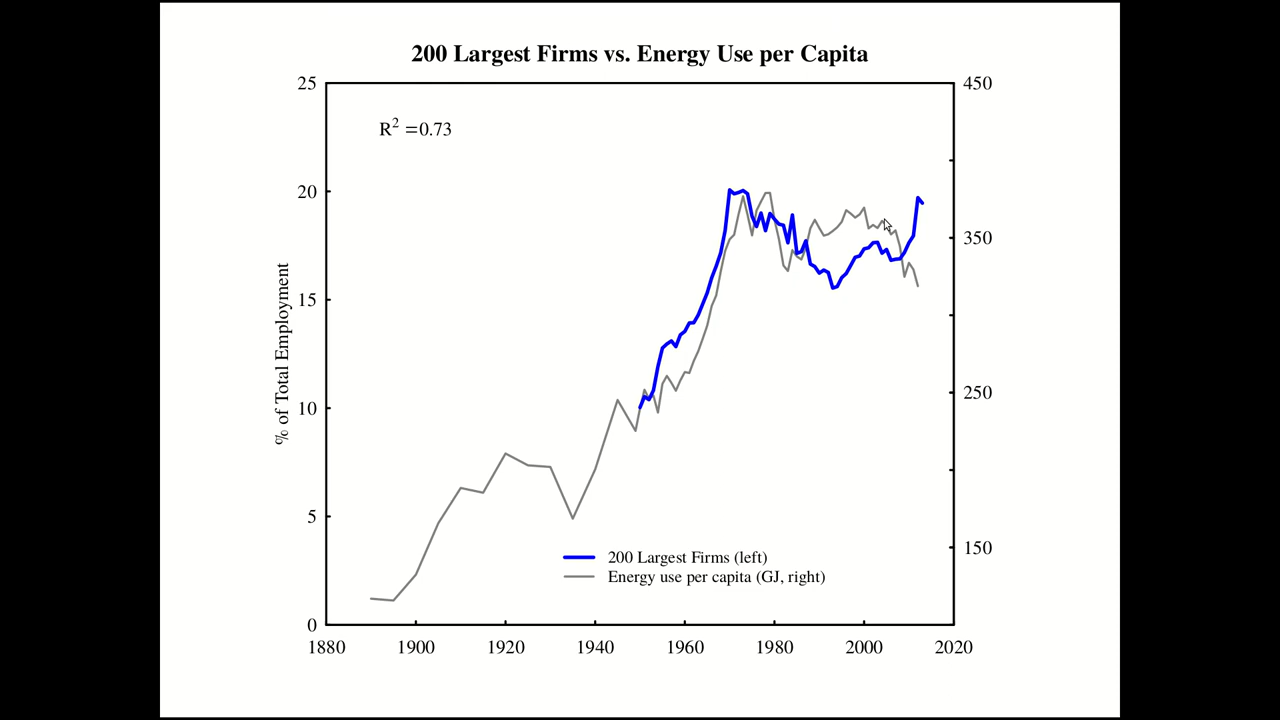 200 Largest Firms vs. Energy Use per Capita
25
450
R² =0.73
20
350
15
% of Total Employment
250
10
5
150
200 Largest Firms (left)
Energy use per capita (GJ, right)
0
1880 1900 1920 1940 1960 1980 2000 2020